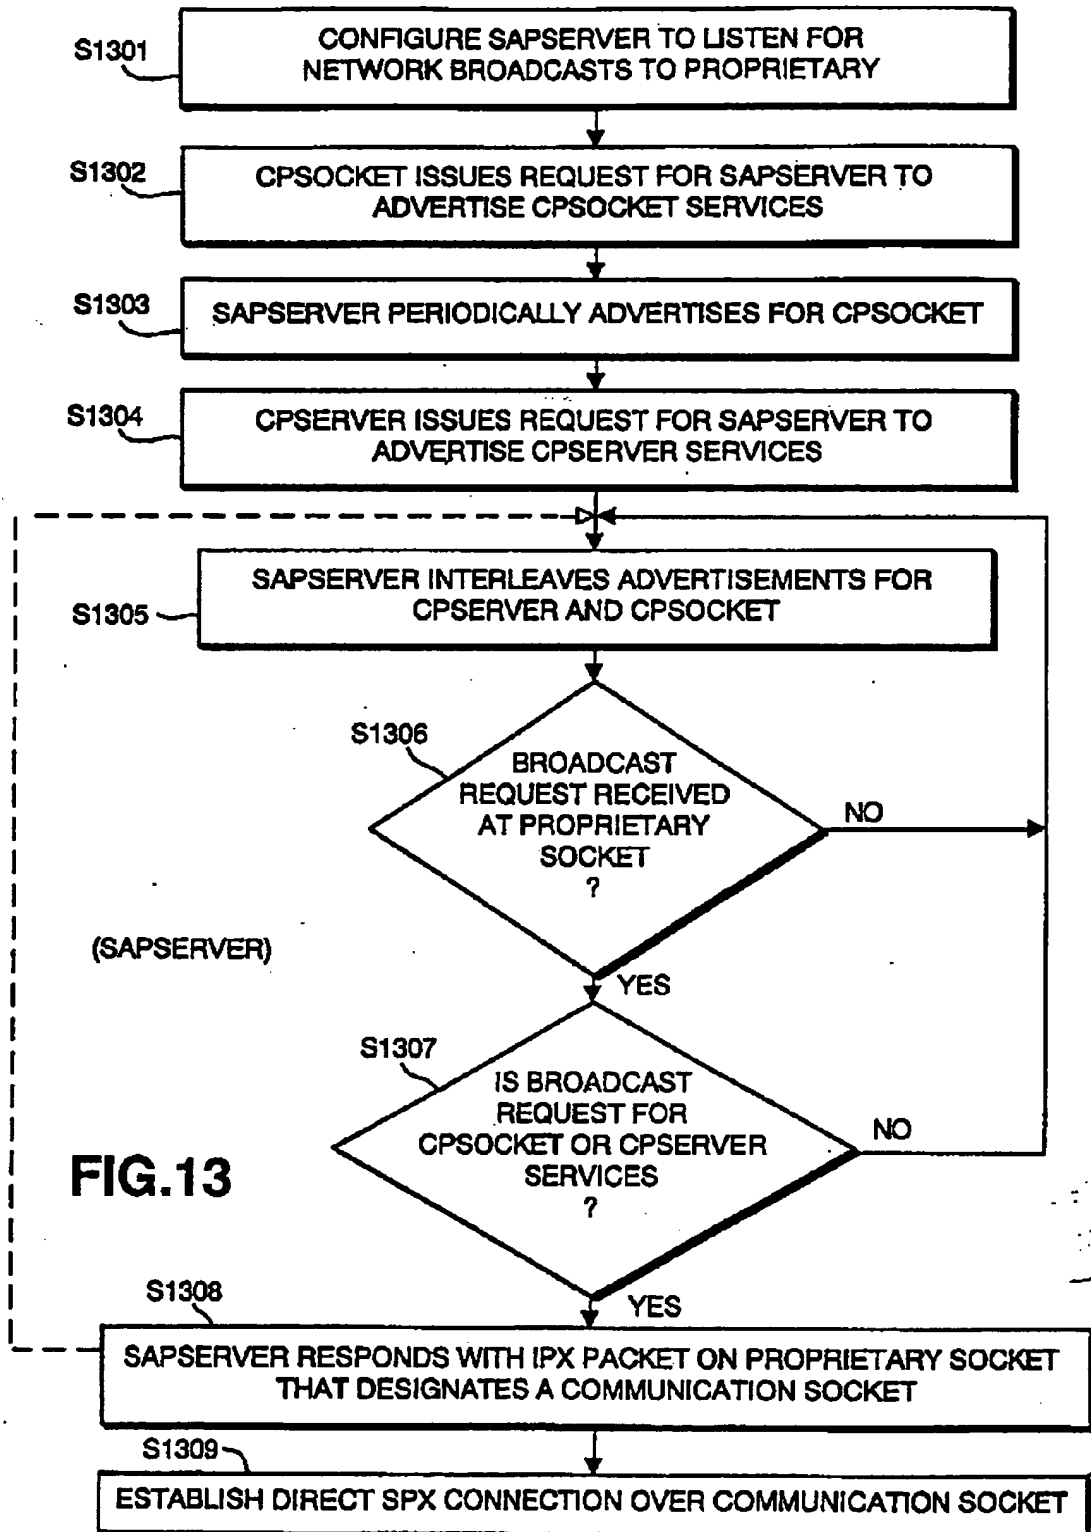 S1301
CONFIGURE SAPSERVER TO LISTEN FOR
NETWORK BROADCASTS TO PROPRIETARY
S1302
CPSOCKET ISSUES REQUEST FOR SAPSERVER TO
ADVERTISE CPSOCKET SERVICES
S1303
SAPSERVER PERIODICALLY ADVERTISES FOR CPSOCKET
S1304
CPSERVER ISSUES REQUEST FOR SAPSERVER TO
ADVERTISE CPSERVER SERVICES
S1305
SAPSERVER INTERLEAVES ADVERTISEMENTS FOR
CPSERVER AND CPSOCKET
S1306
BROADCAST
REQUEST RECEIVED
AT PROPRIETARY
SOCKET
?
NO
YES
(SAPSERVER)
S1307
IS BROADCAST
REQUEST FOR
CPSOCKET OR CPSERVER
SERVICES
?
NO
YES
FIG.13
S1308
SAPSERVER RESPONDS WITH IPX PACKET ON PROPRIETARY SOCKET
THAT DESIGNATES A COMMUNICATION SOCKET
S1309
ESTABLISH DIRECT SPX CONNECTION OVER COMMUNICATION SOCKET